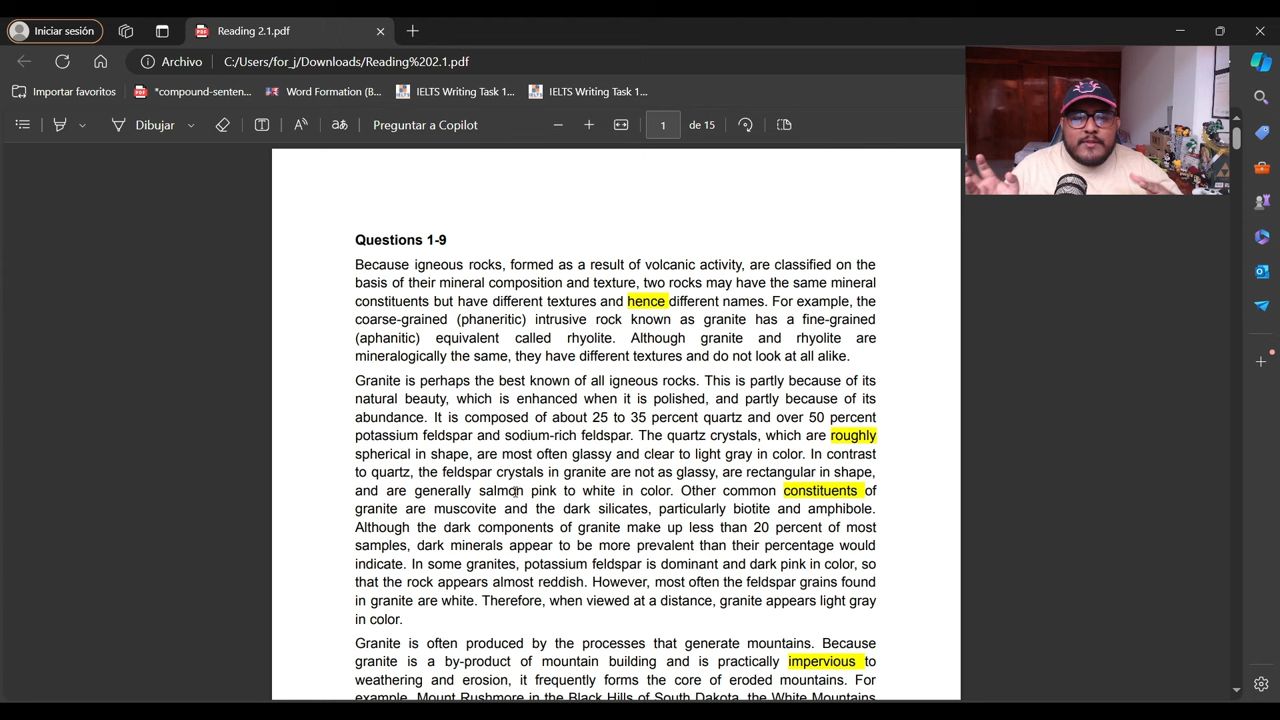 Iniciar sesión
Reading 2.1.pdf
Archivo
C:/Users/for_j/Downloads/Reading%202.1.pdf
Importar favoritos
*compound-senten...
Word Formation (B...
IELTS Writing Task 1...
IELTS Writing Task 1...
Dibujar
Preguntar a Copilot
1
de 15
Questions 1-9
Because igneous rocks, formed as a result of volcanic activity, are classified on the
basis of their mineral composition and texture, two rocks may have the same mineral
constituents but have different textures and hence different names. For example, the
coarse-grained (phaneritic) intrusive rock known as granite has a fine-grained
(aphanitic) equivalent called rhyolite. Although granite and rhyolite are
mineralogically the same, they have different textures and do not look at all alike.
Granite is perhaps the best known of all igneous rocks. This is partly because of its
natural beauty, which is enhanced when it is polished, and partly because of its
abundance. It is composed of about 25 to 35 percent quartz and over 50 percent
potassium feldspar and sodium-rich feldspar. The quartz crystals, which are roughly
spherical in shape, are most often glassy and clear to light gray in color. In contrast
to quartz, the feldspar crystals in granite are not as glassy, are rectangular in shape,
and are generally salmon pink to white in color. Other common constituents of
granite are muscovite and the dark silicates, particularly biotite and amphibole.
Although the dark components of granite make up less than 20 percent of most
samples, dark minerals appear to be more prevalent than their percentage would
indicate. In some granites, potassium feldspar is dominant and dark pink in color, so
that the rock appears almost reddish. However, most often the feldspar grains found
in granite are white. Therefore, when viewed at a distance, granite appears light gray
in color.
Granite is often produced by the processes that generate mountains. Because
granite is a by-product of mountain building and is practically impervious to
weathering and erosion, it frequently forms the core of eroded mountains. For
example, Mount Rushmore in the Black Hills of South Dakota, the White Mountains